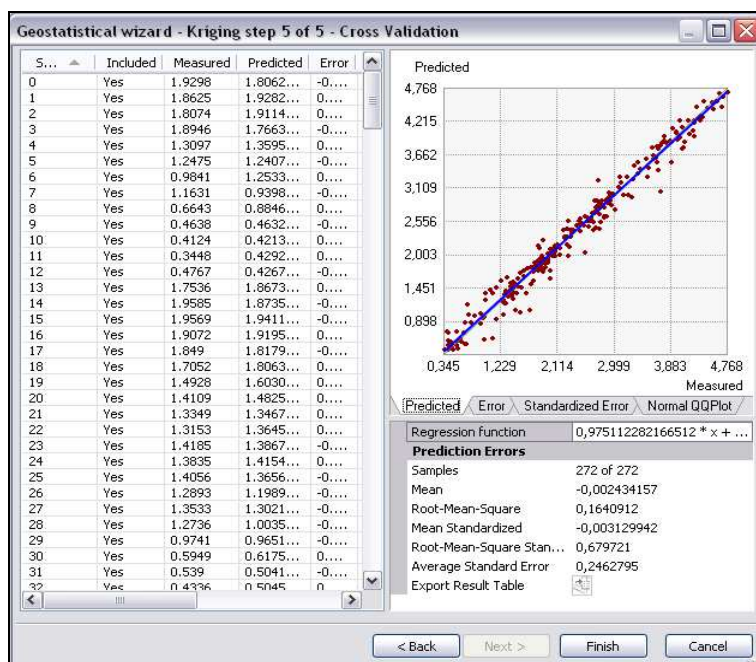 Geostatistical wizard - Kriging step 5 of 5 - Cross Validation
S... Included Measured Predicted Error
0 Yes 1.9298 1.8062... -0....
1 Yes 1.8625 1.9282... 0....
2 Yes 1.8074 1.9114... 0....
3 Yes 1.8946 1.7663... -0....
4 Yes 1.3097 1.3595... 0....
5 Yes 1.2475 1.2407... -0....
6 Yes 0.9841 1.2533... 0....
7 Yes 1.1631 0.9398... -0....
8 Yes 0.6643 0.8846... 0....
9 Yes 0.4638 0.4632... -0....
10 Yes 0.4124 0.4213... 0....
11 Yes 0.3448 0.4292... 0....
12 Yes 0.4767 0.4267... -0....
13 Yes 1.7536 1.8673... 0....
14 Yes 1.9585 1.8735... -0....
15 Yes 1.9569 1.9411... -0....
16 Yes 1.9072 1.9195... 0....
17 Yes 1.849 1.8179... -0....
18 Yes 1.7052 1.8063... 0....
19 Yes 1.4928 1.6030... 0....
20 Yes 1.4109 1.4825... 0....
21 Yes 1.3349 1.3467... 0....
22 Yes 1.3153 1.3645... 0....
23 Yes 1.4185 1.3867... -0....
24 Yes 1.3835 1.4154... 0....
25 Yes 1.4056 1.3656... -0....
26 Yes 1.2893 1.1989... -0....
27 Yes 1.3533 1.3021... -0....
28 Yes 1.2736 1.0035... -0....
29 Yes 0.9741 0.9651... -0....
30 Yes 0.5949 0.6175... 0....
31 Yes 0.539 0.5041... -0....
32 Yes 0.4336 0.5045 0
Predicted
4,768
4,215
3,662
3,109
2,556
2,003
1,451
0,898
0,345 1,229 2,114 2,999 3,883 4,768
Measured
Predicted Error Standardized Error Normal QQPlot
Regression function 0,975112282166512 * x + ...
Prediction Errors
Samples 272 of 272
Mean -0,002434157
Root-Mean-Square 0,1640912
Mean Standardized -0,003129942
Root-Mean-Square Stan... 0,679721
Average Standard Error 0,2462795
Export Result Table
< Back Next > Finish Cancel